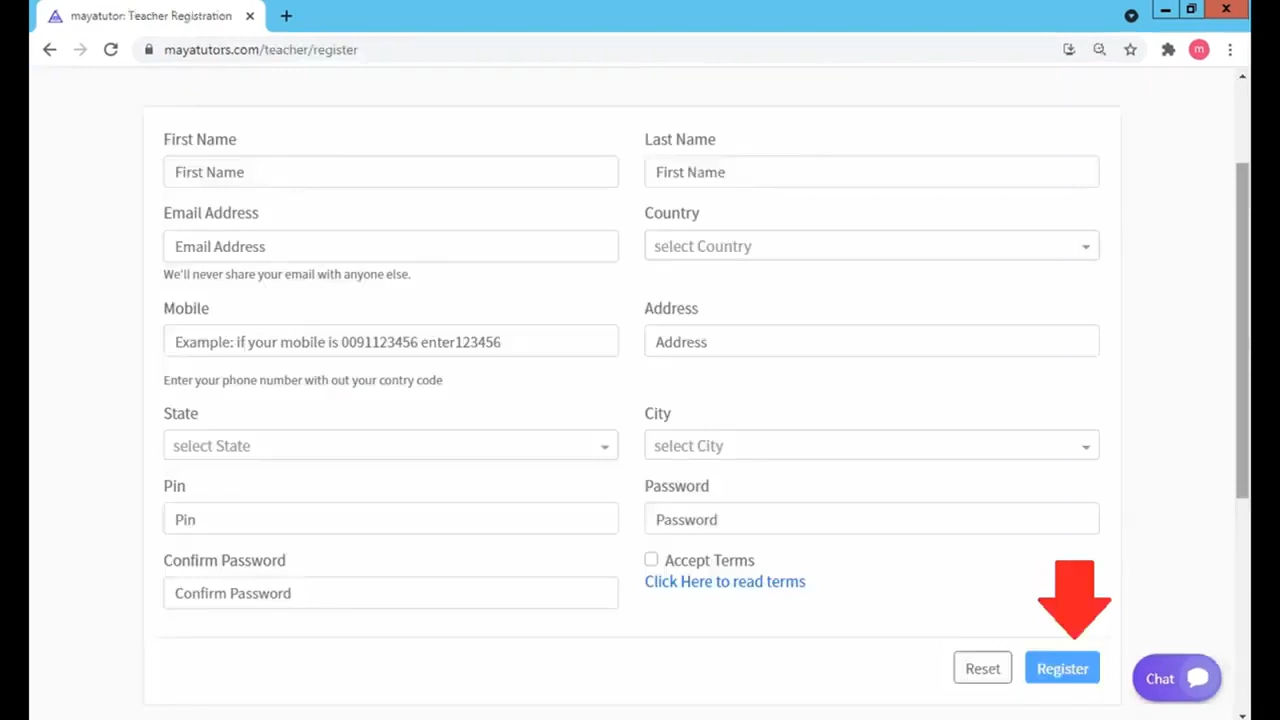 mayatutor: Teacher Registration
mayatutors.com/teacher/register
m
First Name
Last Name
First Name
First Name
Email Address
Country
Email Address
select Country
We'll never share your email with anyone else.
Mobile
Address
Example: if your mobile is 0091123456 enter123456
Address
Enter your phone number with out your contry code
State
City
select State
select City
Pin
Password
Pin
Password
Confirm Password
Accept Terms
Click Here to read terms
Confirm Password
Reset
Register
Chat